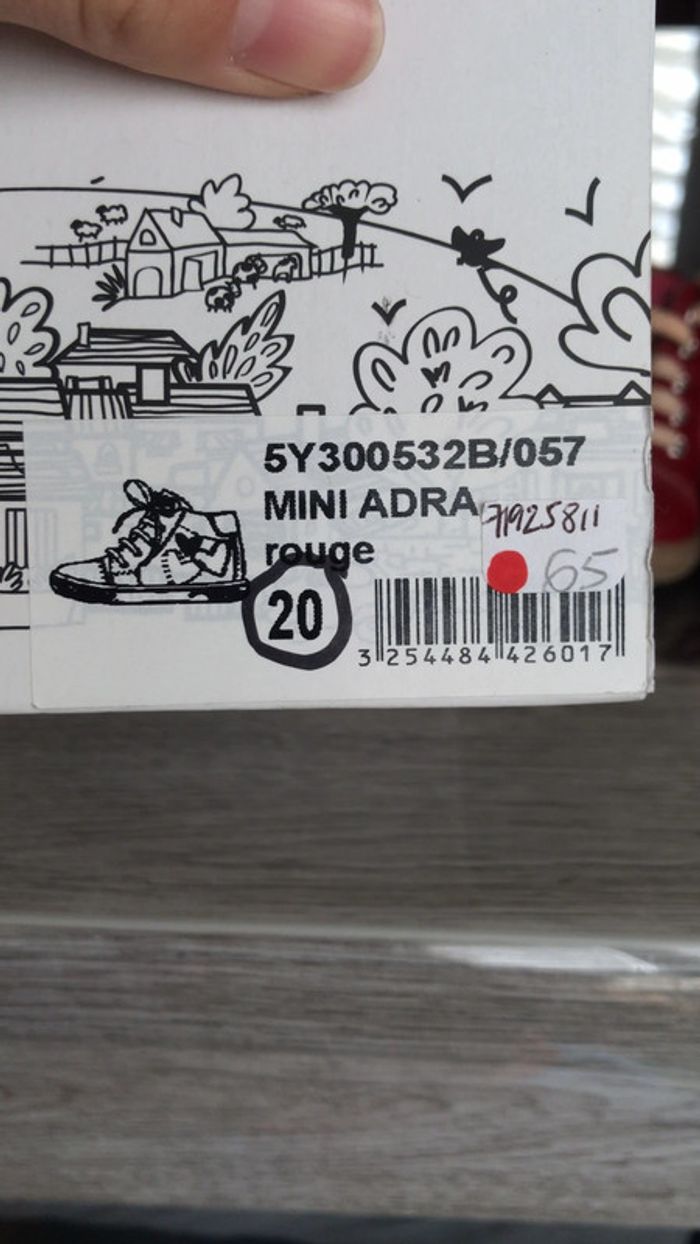 5Y300532B/057
MINI ADRA
71925811
rouge
65
20
3 254484 426017